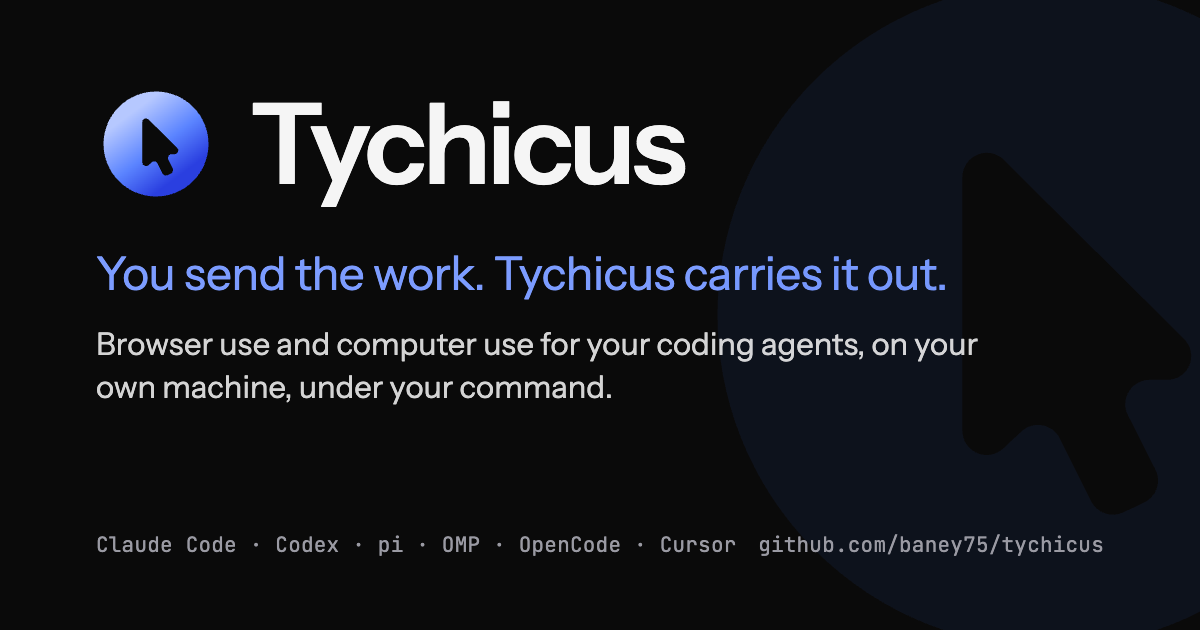 Tychicus
You send the work. Tychicus carries it out.
Browser use and computer use for your coding agents, on your
own machine, under your command.
Claude Code · Codex · pi · OMP · OpenCode · Cursor github.com/baney75/tychicus